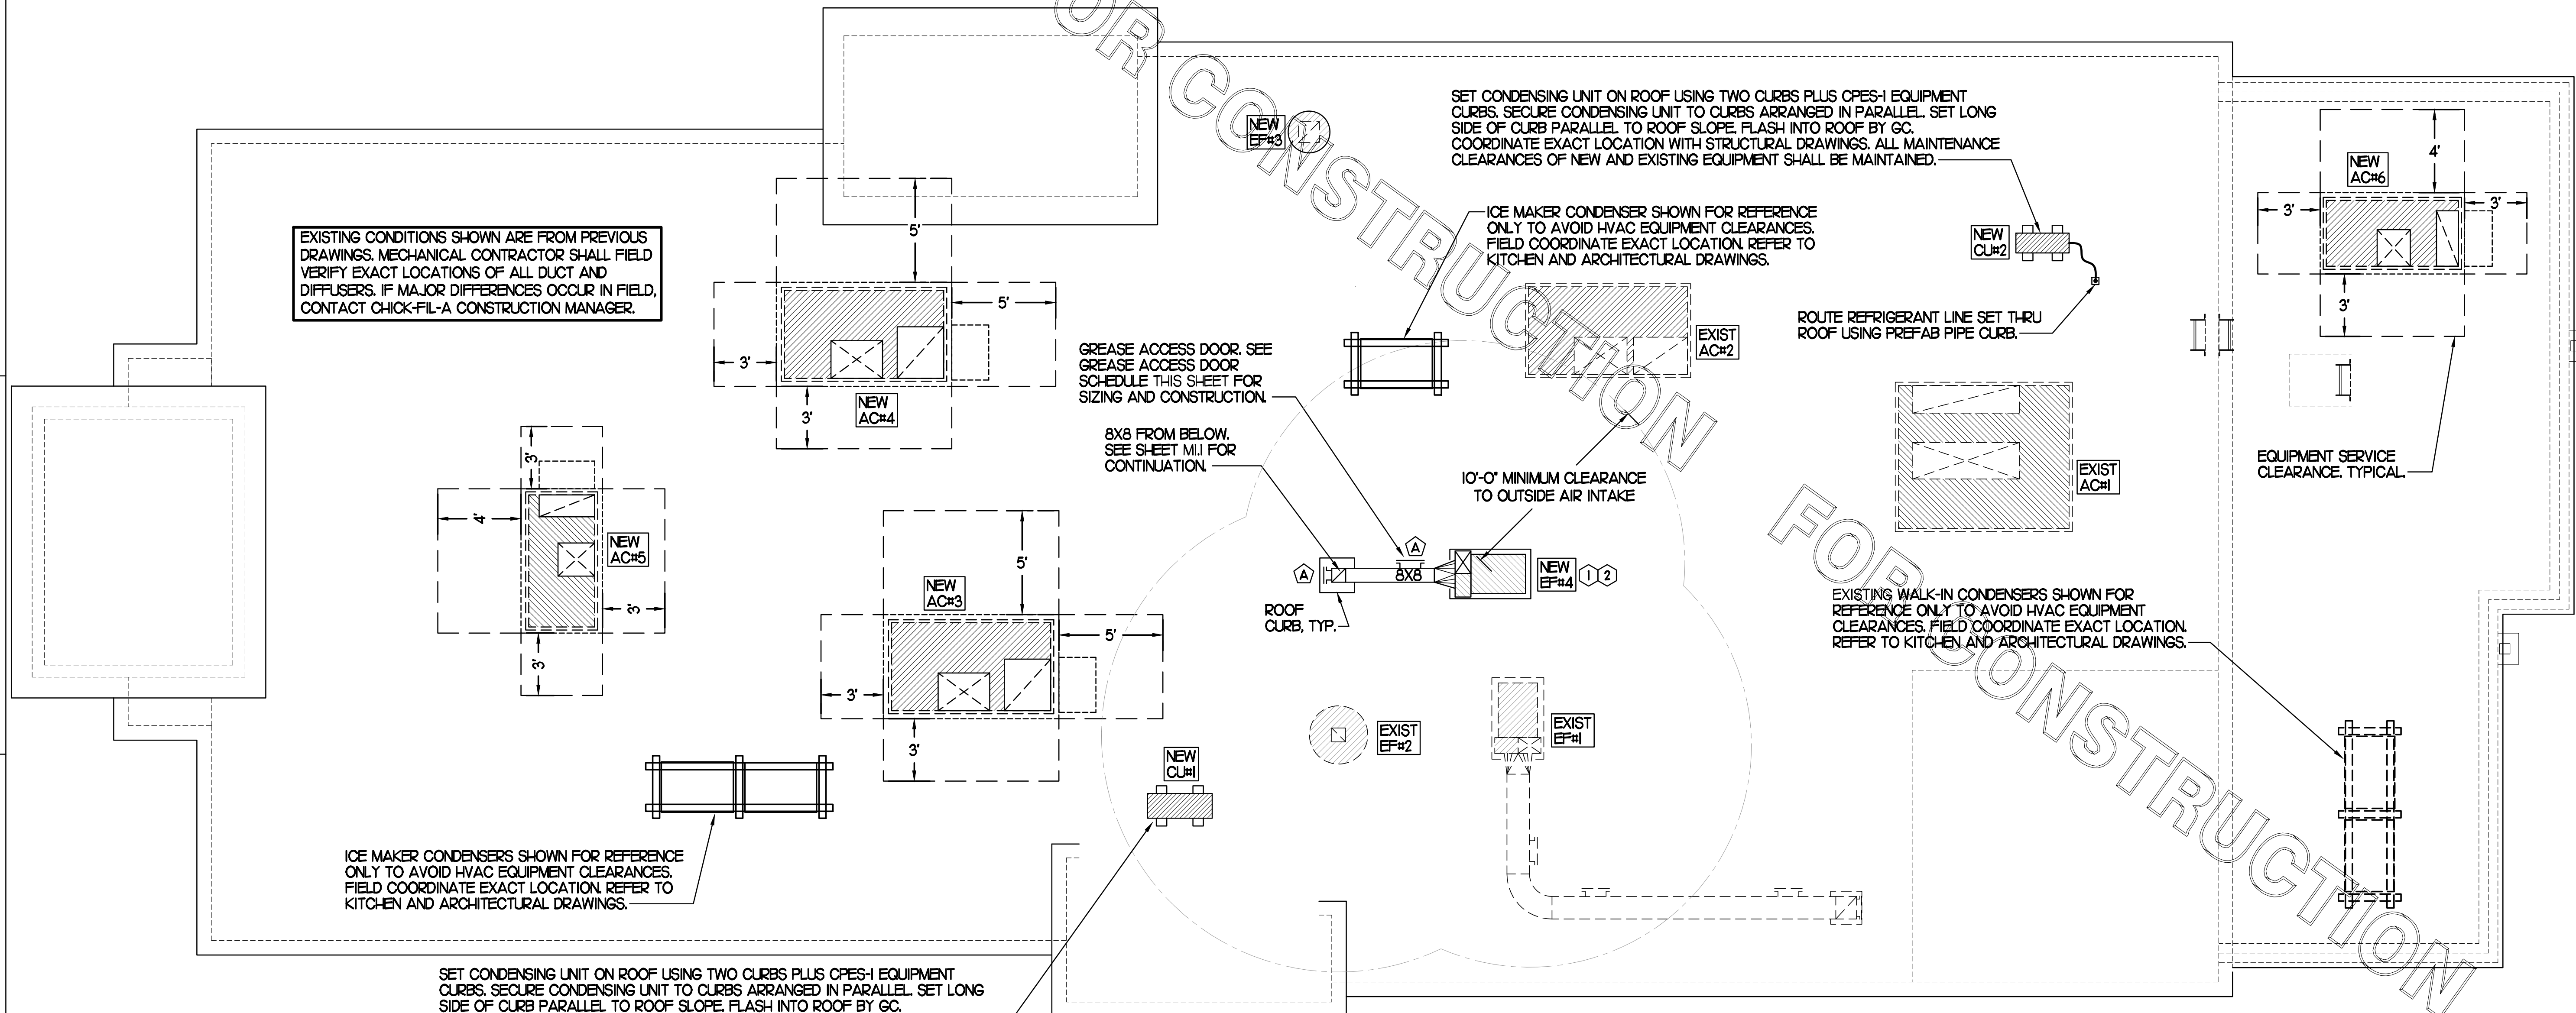 OR CONSTRUCTION
EXISTING CONDITIONS SHOWN ARE FROM PREVIOUS
DRAWINGS. MECHANICAL CONTRACTOR SHALL FIELD
VERIFY EXACT LOCATIONS OF ALL DUCT AND
DIFFUSERS. IF MAJOR DIFFERENCES OCCUR IN FIELD,
CONTACT CHICK-FIL-A CONSTRUCTION MANAGER.
NEW
EF#3
SET CONDENSING UNIT ON ROOF USING TWO CURBS PLUS CPES-1 EQUIPMENT
CURBS. SECURE CONDENSING UNIT TO CURBS ARRANGED IN PARALLEL. SET LONG
SIDE OF CURB PARALLEL TO ROOF SLOPE. FLASH INTO ROOF BY GC.
COORDINATE EXACT LOCATION WITH STRUCTURAL DRAWINGS. ALL MAINTENANCE
CLEARANCES OF NEW AND EXISTING EQUIPMENT SHALL BE MAINTAINED.
ICE MAKER CONDENSER SHOWN FOR REFERENCE
ONLY TO AVOID HVAC EQUIPMENT CLEARANCES.
FIELD COORDINATE EXACT LOCATION. REFER TO
KITCHEN AND ARCHITECTURAL DRAWINGS.
NEW
CU#2
ROUTE REFRIGERANT LINE SET THRU
ROOF USING PREFAB PIPE CURB.
4'
NEW
AC#6
3'
3'
3'
EQUIPMENT SERVICE
CLEARANCE. TYPICAL.
5'
5'
3'
3'
NEW
AC#4
GREASE ACCESS DOOR. SEE
GREASE ACCESS DOOR
SCHEDULE THIS SHEET FOR
SIZING AND CONSTRUCTION.
8X8 FROM BELOW.
SEE SHEET M1.1 FOR
CONTINUATION.
EXIST
AC#2
EXIST
AC#1
10'-0" MINIMUM CLEARANCE
TO OUTSIDE AIR INTAKE
3'
4'
NEW
AC#5
3'
3'
NEW
AC#3
5'
5'
3'
3'
A
A
8X8
NEW
EF#4
1
2
ROOF
CURB, TYP.
FOR CONSTRUCTION
EXISTING WALK-IN CONDENSERS SHOWN FOR
REFERENCE ONLY TO AVOID HVAC EQUIPMENT
CLEARANCES. FIELD COORDINATE EXACT LOCATION.
REFER TO KITCHEN AND ARCHITECTURAL DRAWINGS.
EXIST
EF#2
EXIST
EF#1
NEW
CU#1
ICE MAKER CONDENSERS SHOWN FOR REFERENCE
ONLY TO AVOID HVAC EQUIPMENT CLEARANCES.
FIELD COORDINATE EXACT LOCATION. REFER TO
KITCHEN AND ARCHITECTURAL DRAWINGS.
SET CONDENSING UNIT ON ROOF USING TWO CURBS PLUS CPES-1 EQUIPMENT
CURBS. SECURE CONDENSING UNIT TO CURBS ARRANGED IN PARALLEL. SET LONG
SIDE OF CURB PARALLEL TO ROOF SLOPE. FLASH INTO ROOF BY GC.